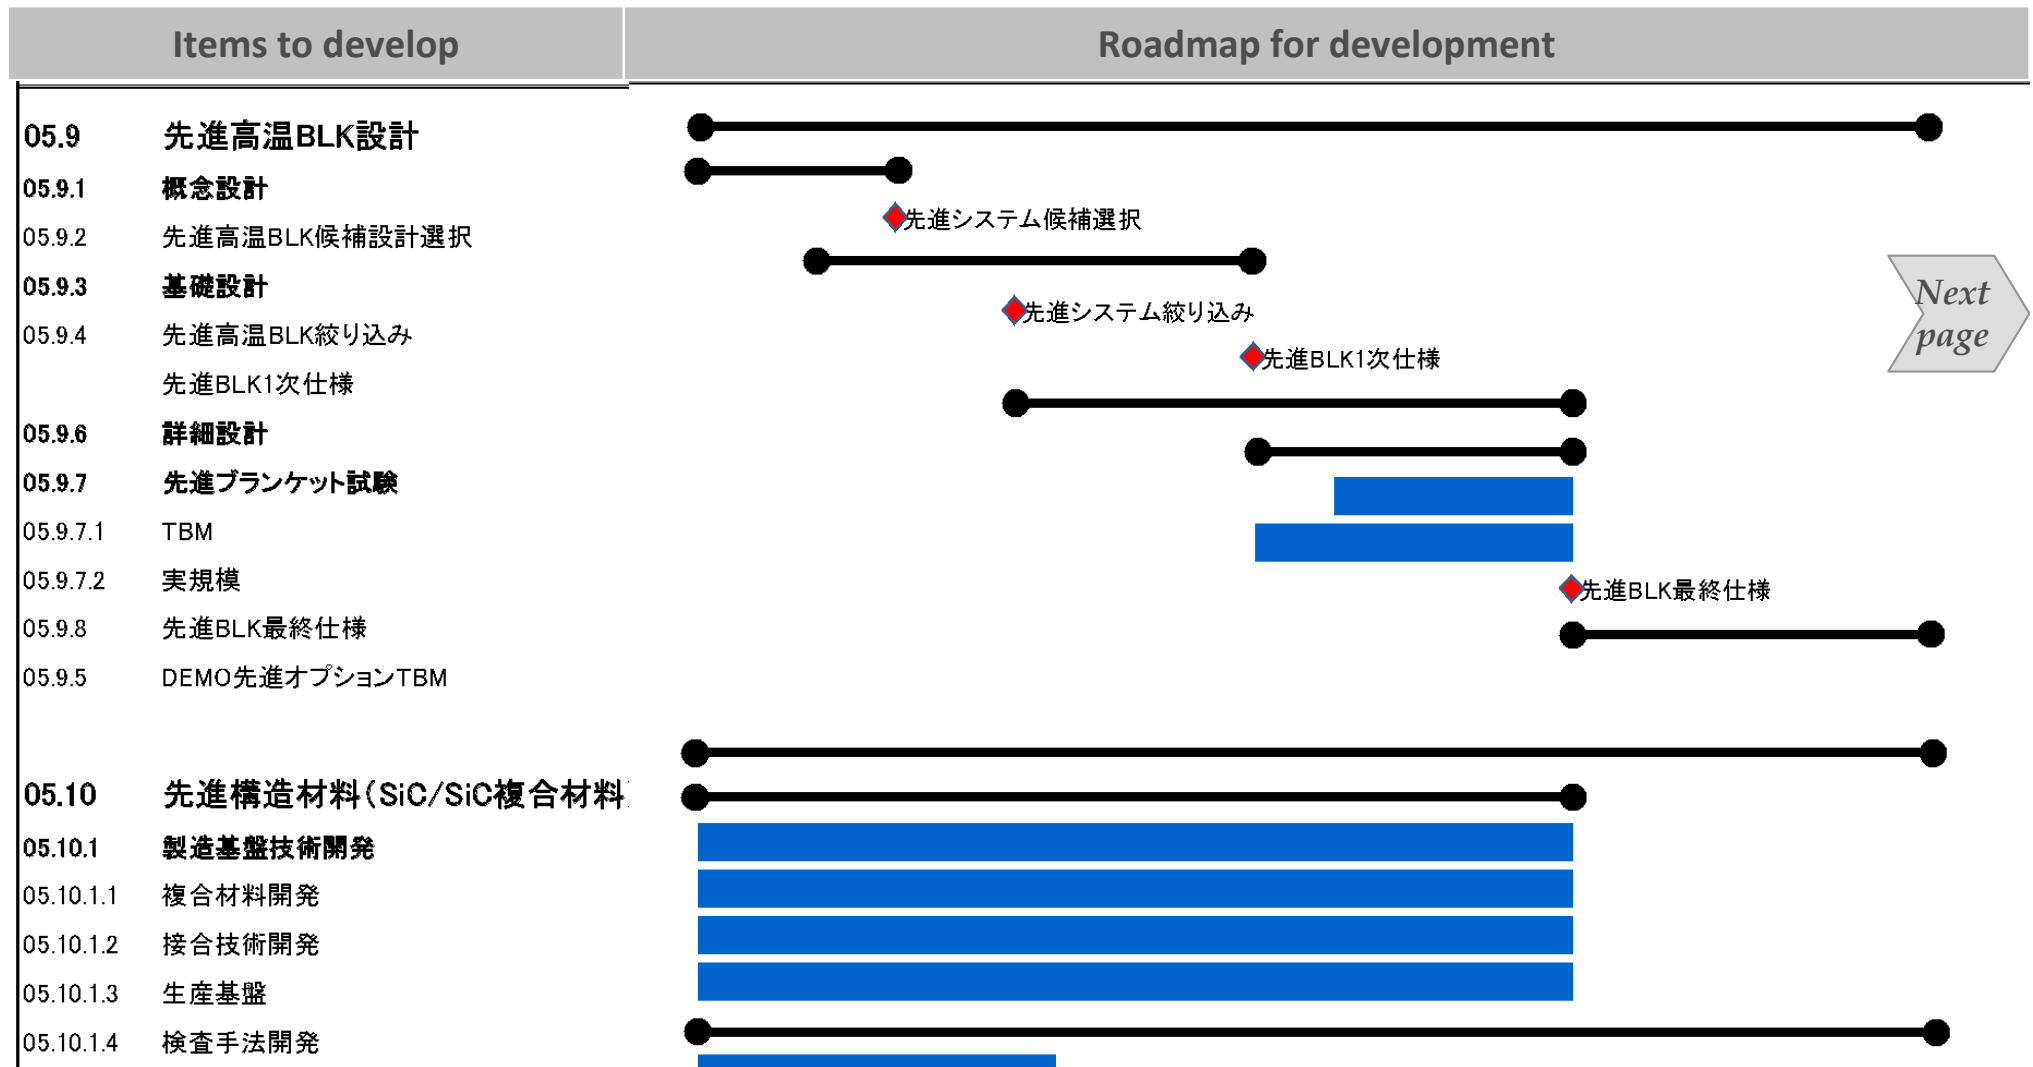 Items to develop
Roadmap for development
05.9 先進高温BLK設計
05.9.1 概念設計
先進システム候補選択
05.9.2 先進高温BLK候補設計選択
05.9.3 基礎設計
Next
page
先進システム絞り込み
05.9.4 先進高温BLK絞り込み
先進BLK1次仕様
先進BLK1次仕様
05.9.6 詳細設計
05.9.7 先進ブランケット試験
05.9.7.1 TBM
05.9.7.2 実規模
先進BLK最終仕様
05.9.8 先進BLK最終仕様
05.9.5 DEMO先進オプションTBM
05.10 先進構造材料(SiC/SiC複合材料)
05.10.1 製造基盤技術開発
05.10.1.1 複合材料開発
05.10.1.2 接合技術開発
05.10.1.3 生産基盤
05.10.1.4 検査手法開発